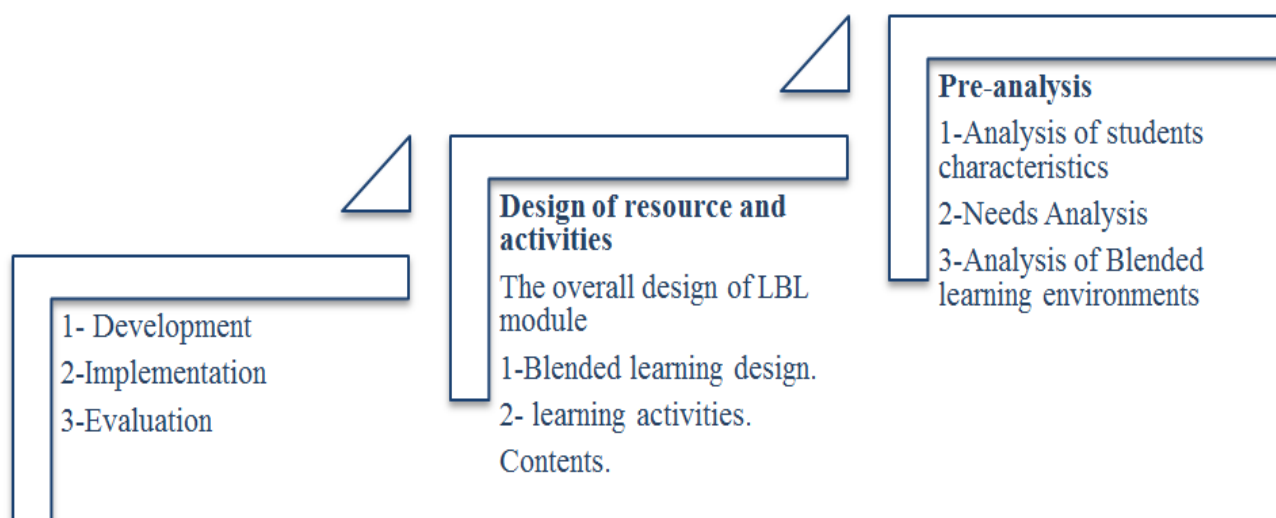 Pre-analysis
1-Analysis of students
characteristics
2-Needs Analysis
3-Analysis of Blended
learning environments
Design of resource and
activities
The overall design of LBL
module
1-Blended learning design.
2- learning activities.
Contents.
1- Development
2-Implementation
3-Evaluation